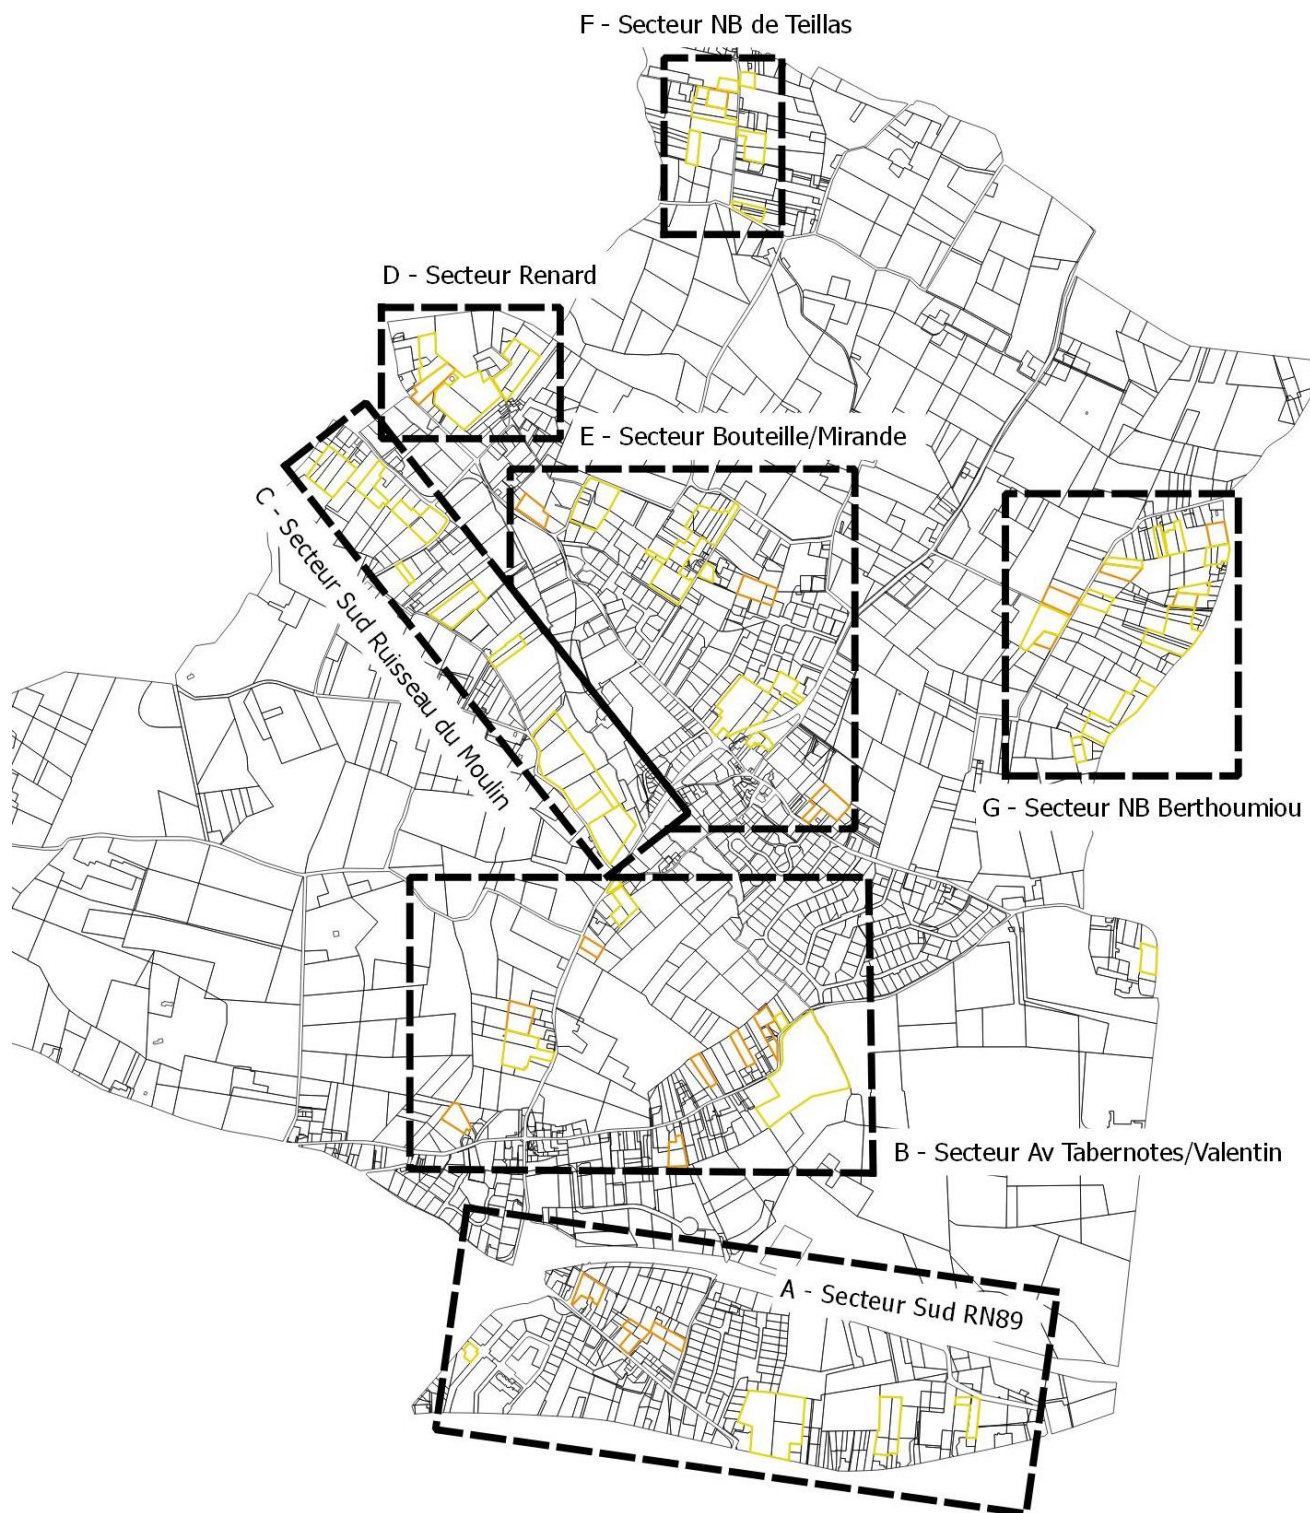 F - Secteur NB de Teillas
D - Secteur Renard
E - Secteur Bouteille/Mirande
C - Secteur Sud Ruisseau du Moulin
G - Secteur NB Berthoumiou
B - Secteur Av Tabernotes/Valentin
A - Secteur Sud RN89